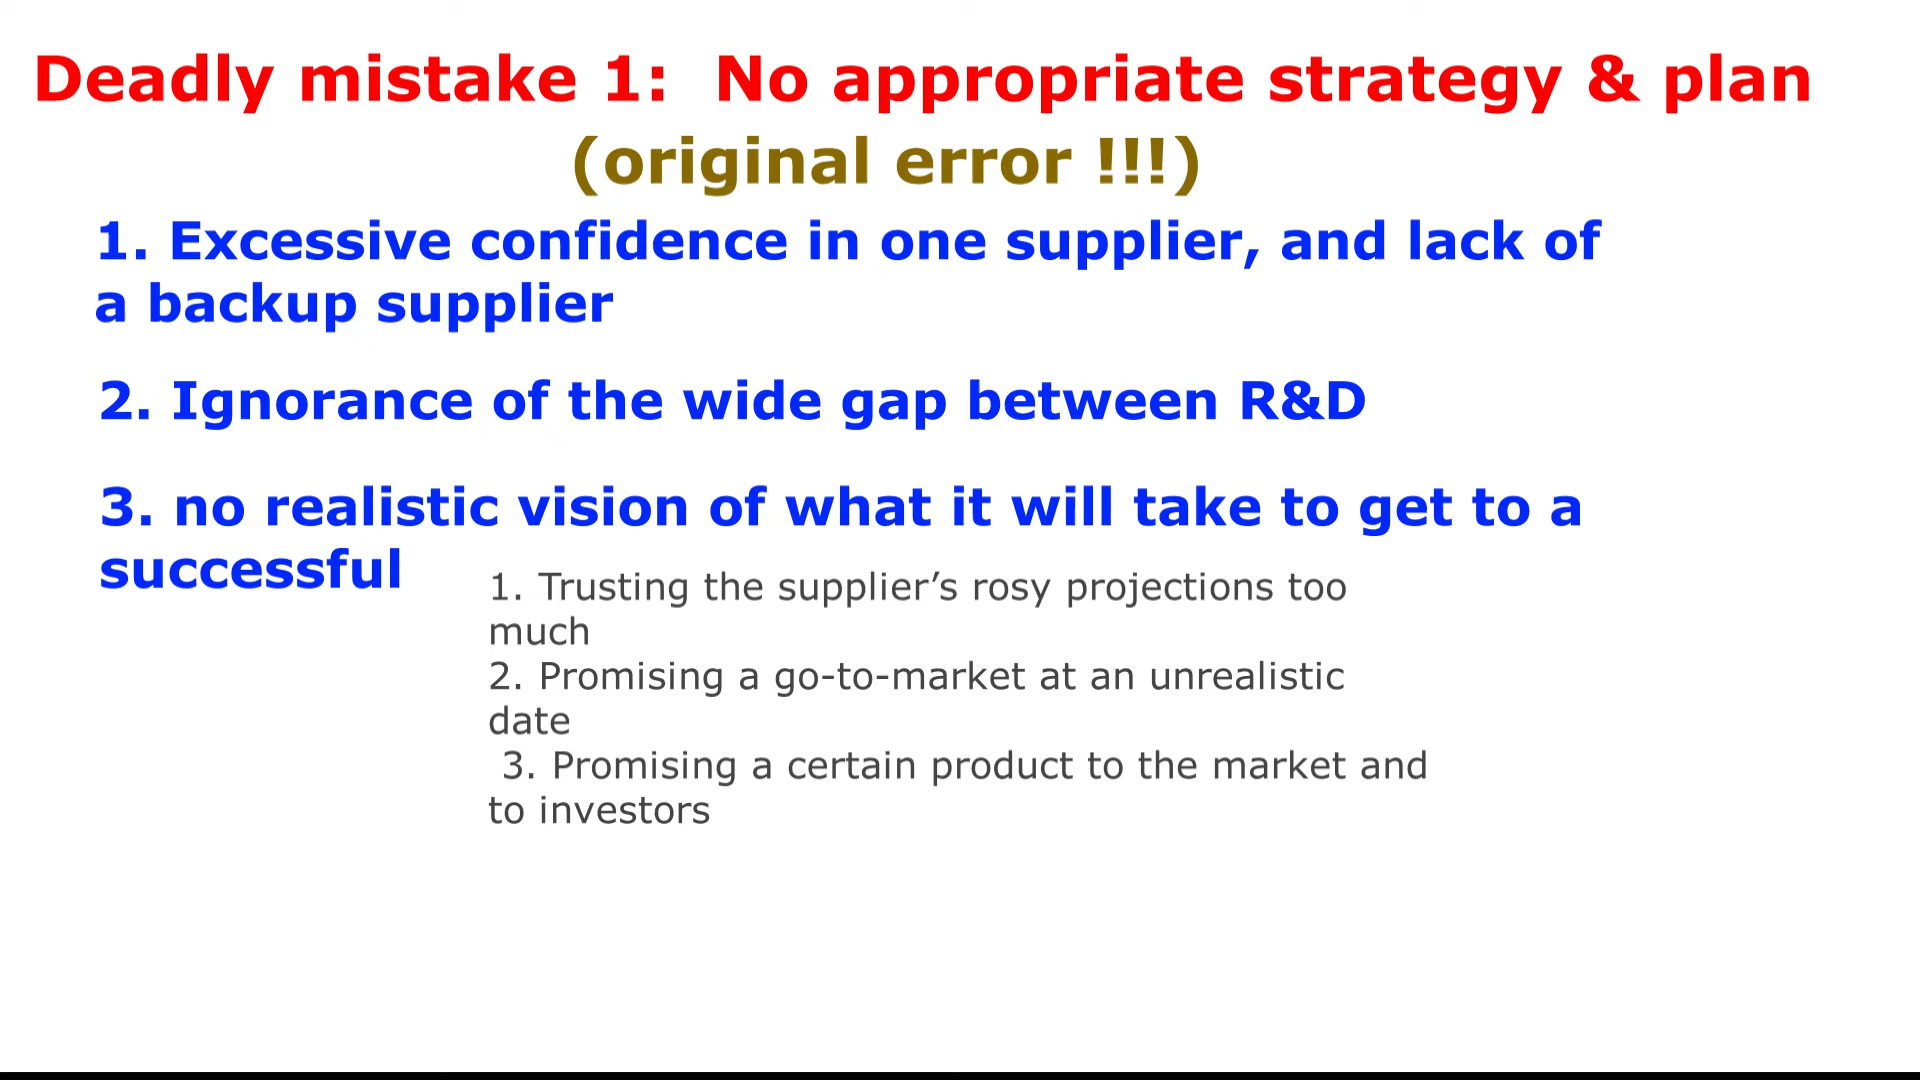 Deadly mistake 1:  No appropriate strategy & plan
(original error !!!)
1. Excessive confidence in one supplier, and lack of
a backup supplier
2. Ignorance of the wide gap between R&D
3. no realistic vision of what it will take to get to a
successful
1. Trusting the supplier’s rosy projections too
much
2. Promising a go-to-market at an unrealistic
date
3. Promising a certain product to the market and
to investors